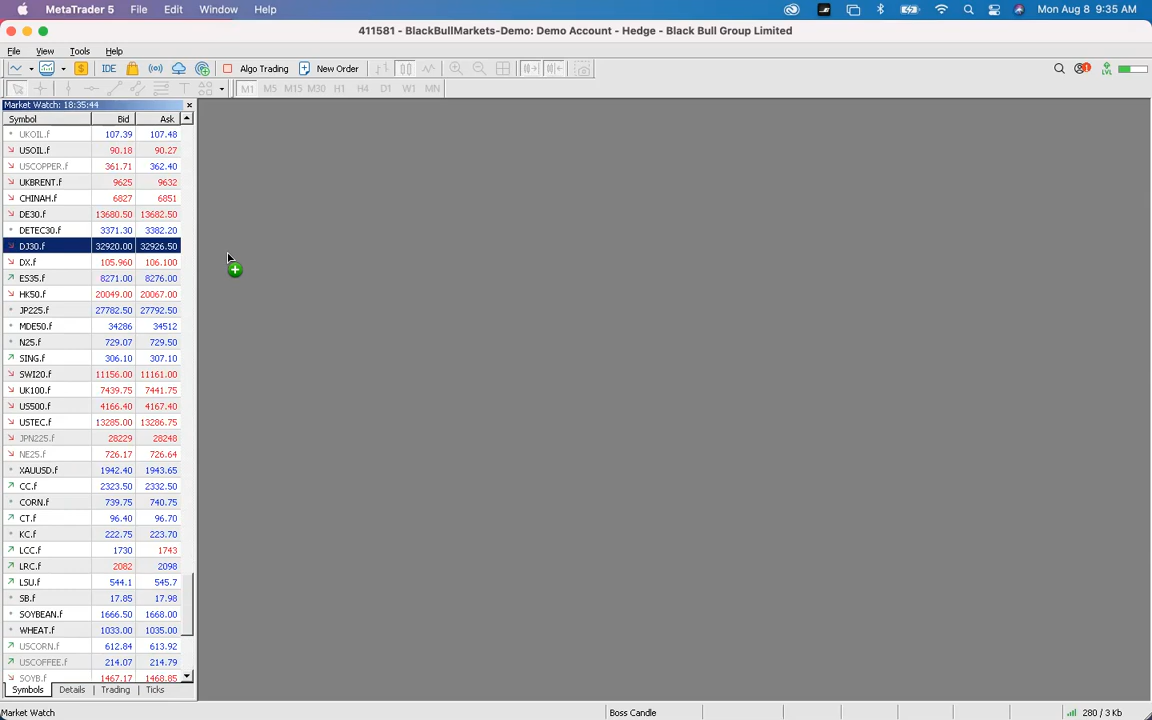 MetaTrader 5 File Edit Window Help Mon Aug 8 9:35 AM
411581 - BlackBullMarkets-Demo: Demo Account - Hedge - Black Bull Group Limited
File View Tools Help
IDE Algo Trading New Order LVL
M1 M5 M15 M30 H1 H4 D1 W1 MN
Market Watch: 18:35:44
Symbol Bid Ask
UKOIL.f 107.39 107.48
USOIL.f 90.18 90.27
USCOPPER.f 361.71 362.40
UKBRENT.f 9625 9632
CHINAH.f 6827 6851
DE30.f 13680.50 13682.50
DETEC30.f 3371.30 3382.20
DJ30.f 32920.00 32926.50
DX.f 105.960 106.100
ES35.f 8271.00 8276.00
HK50.f 20049.00 20067.00
JP225.f 27782.50 27792.50
MDE50.f 34286 34512
N25.f 729.07 729.50
SING.f 306.10 307.10
SWI20.f 11156.00 11161.00
UK100.f 7439.75 7441.75
US500.f 4166.40 4167.40
USTEC.f 13285.00 13286.75
JPN225.f 28229 28248
NE25.f 726.17 726.64
XAUUSD.f 1942.40 1943.65
CC.f 2323.50 2332.50
CORN.f 739.75 740.75
CT.f 96.40 96.70
KC.f 222.75 223.70
LCC.f 1730 1743
LRC.f 2082 2098
LSU.f 544.1 545.7
SB.f 17.85 17.98
SOYBEAN.f 1666.50 1668.00
WHEAT.f 1033.00 1035.00
USCORN.f 612.84 613.92
USCOFFEE.f 214.07 214.79
SOYB.f 1467.17 1468.85
Symbols Details Trading Ticks
Market Watch Boss Candle 280 / 3 Kb